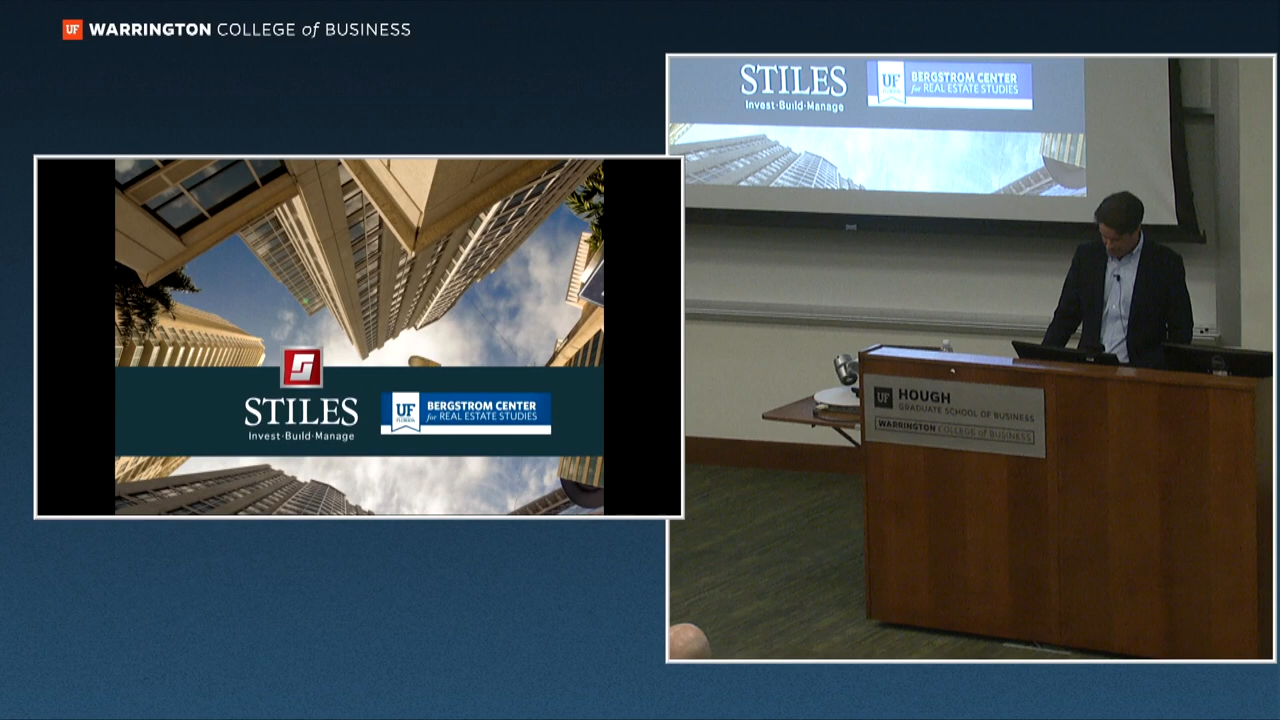 UF WARRINGTON COLLEGE of BUSINESS
STILES
Invest·Build·Manage
UF
FLORIDA
BERGSTROM CENTER
for REAL ESTATE STUDIES
STILES
Invest·Build·Manage
UF
FLORIDA
BERGSTROM CENTER
for REAL ESTATE STUDIES
UF HOUGH
GRADUATE SCHOOL OF BUSINESS
WARRINGTON COLLEGE of BUSINESS